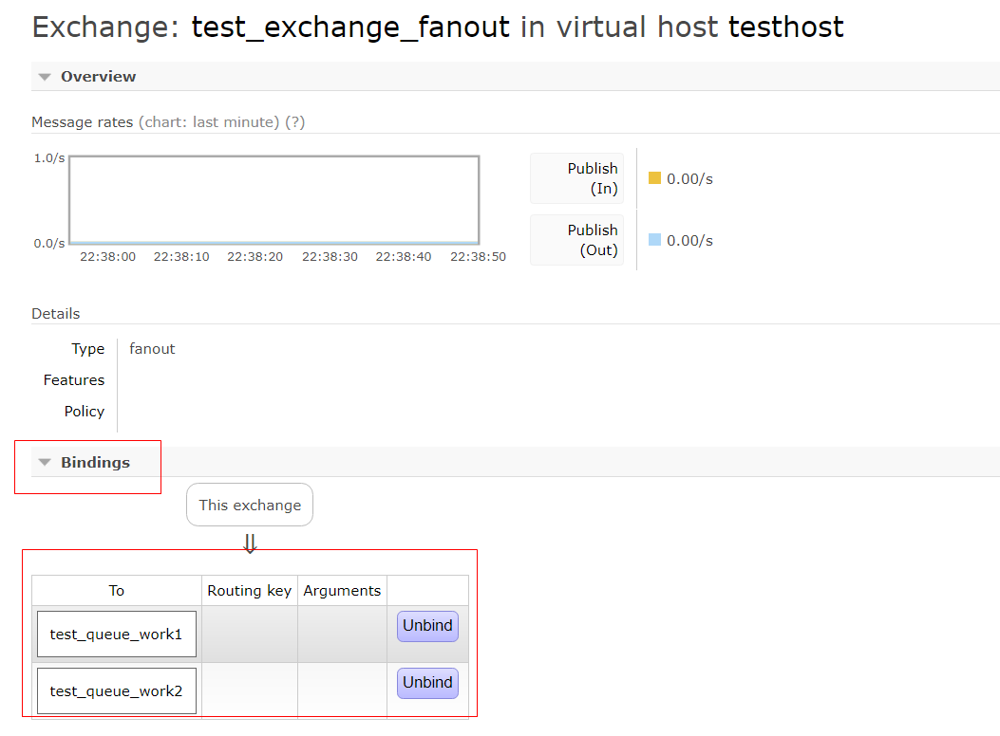 Exchange: test_exchange_fanout in virtual host testhost
Overview
Message rates (chart: last minute) (?)
1.0/s
0.0/s
22:38:00 22:38:10 22:38:20 22:38:30 22:38:40 22:38:50
Publish
(In)
0.00/s
Publish
(Out)
0.00/s
Details
Type fanout
Features
Policy
Bindings
This exchange
⇓
To Routing key Arguments
test_queue_work1 Unbind
test_queue_work2 Unbind